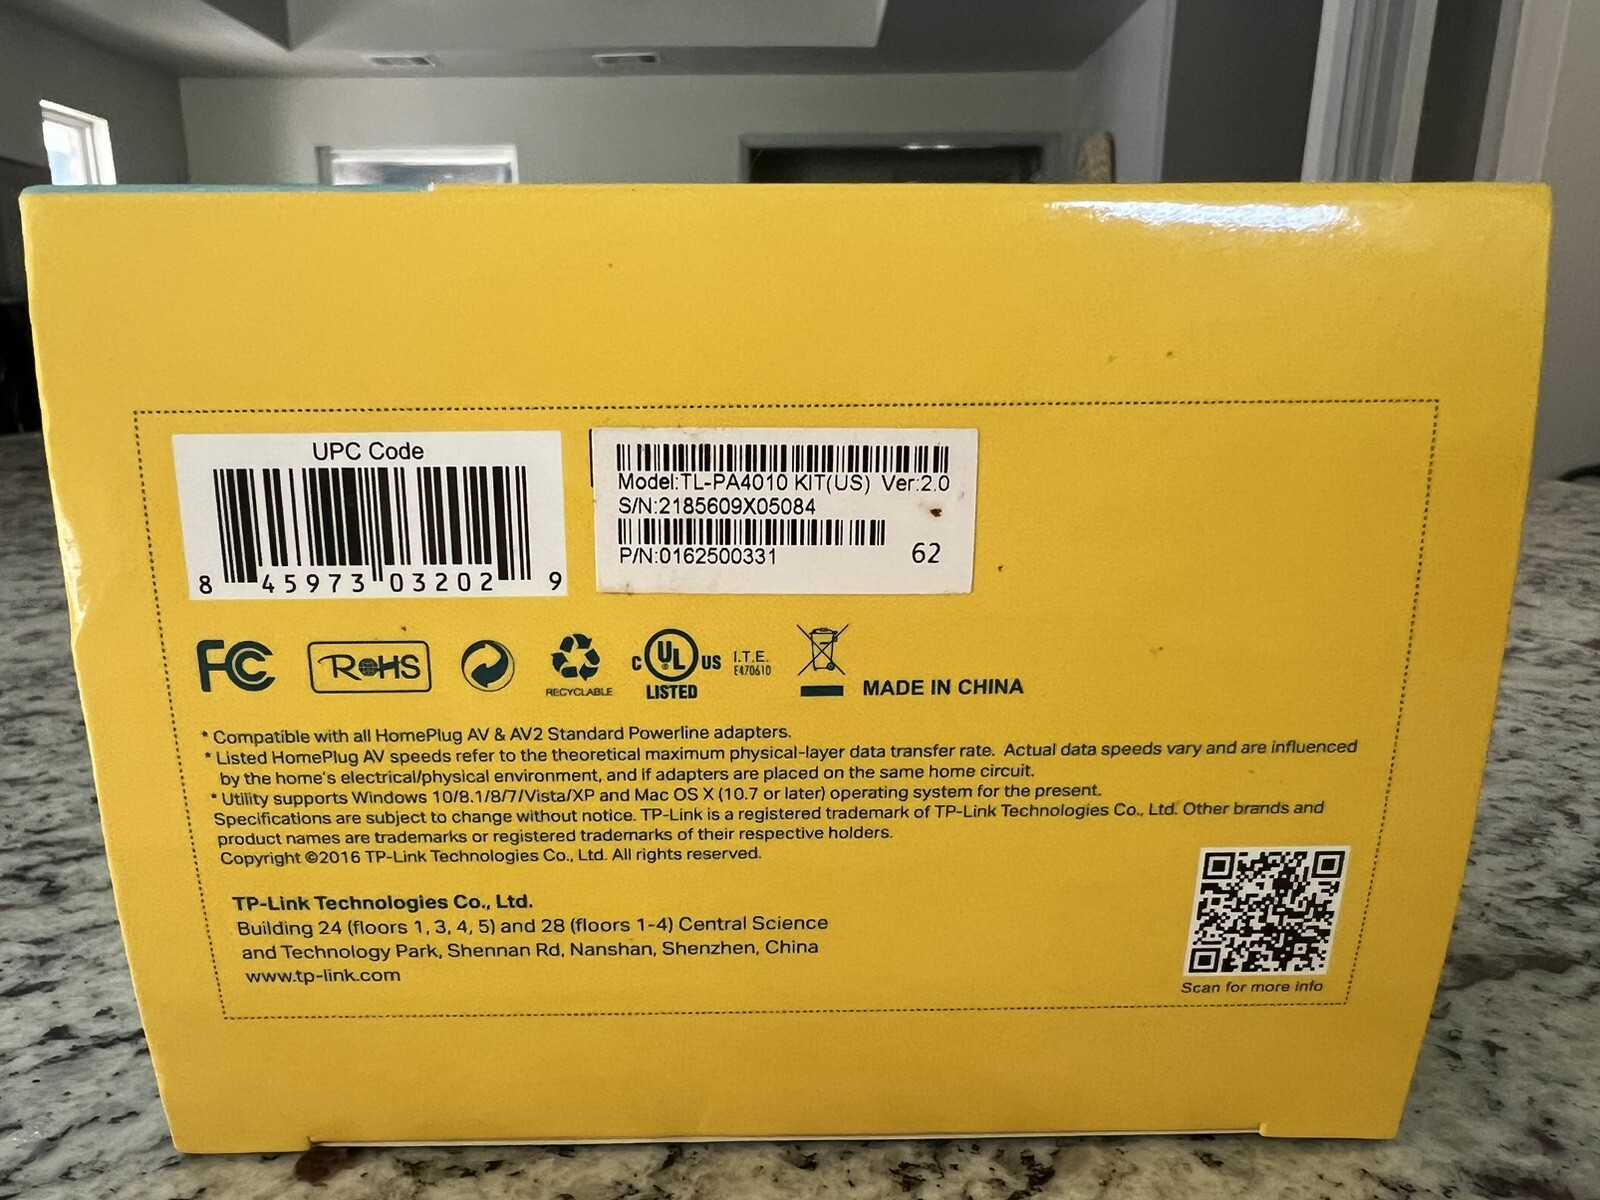 UPC Code
8 45973 03202 9
Model:TL-PA4010 KIT(US) Ver:2.0
S/N:2185609X05084
P/N:0162500331
62
FC
RoHS
RECYCLABLE
c UL US
LISTED
I.T.E.
E470610
MADE IN CHINA
* Compatible with all HomePlug AV & AV2 Standard Powerline adapters.
* Listed HomePlug AV speeds refer to the theoretical maximum physical-layer data transfer rate. Actual data speeds vary and are influenced
by the home's electrical/physical environment, and if adapters are placed on the same home circuit.
* Utility supports Windows 10/8.1/8/7/Vista/XP and Mac OS X (10.7 or later) operating system for the present.
Specifications are subject to change without notice. TP-Link is a registered trademark of TP-Link Technologies Co., Ltd. Other brands and
product names are trademarks or registered trademarks of their respective holders.
Copyright ©2016 TP-Link Technologies Co., Ltd. All rights reserved.
TP-Link Technologies Co., Ltd.
Building 24 (floors 1, 3, 4, 5) and 28 (floors 1-4) Central Science
and Technology Park, Shennan Rd, Nanshan, Shenzhen, China
www.tp-link.com
Scan for more info